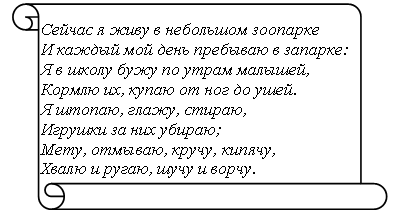 Сейчас я живу в небольшом зоопарке
И каждый мой день пребываю в запарке:
Я в школу бужу по утрам малышей,
Кормлю их, купаю от ног до ушей.
Я штопаю, глажу, стираю,
Игрушки за них убираю;
Мету, отмываю, кручу, кипячу,
Хвалю и ругаю, шучу и ворчу.